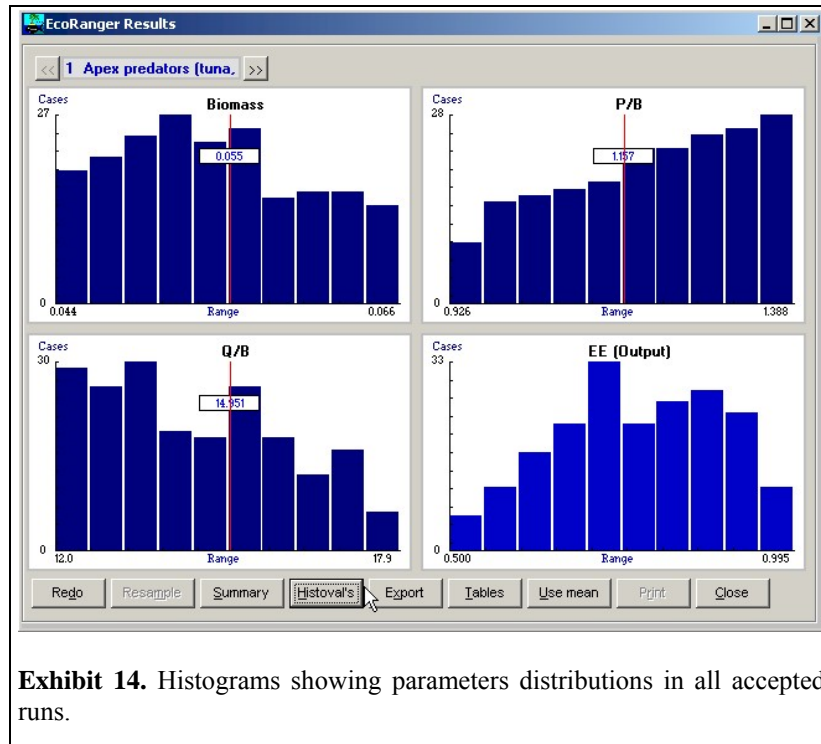 EcoRanger Results
<< 1 Apex predators (tuna, >>
Cases
Biomass
27
0.055
0
0.044
Range
0.066
Cases
P/B
28
1.157
0
0.926
Range
1.388
Cases
Q/B
30
14.951
0
12.0
Range
17.9
Cases
EE (Output)
33
0
0.500
Range
0.995
Redo Resample Summary Histoval's Export Tables Use mean Print Close
Exhibit 14. Histograms showing parameters distributions in all accepted
runs.